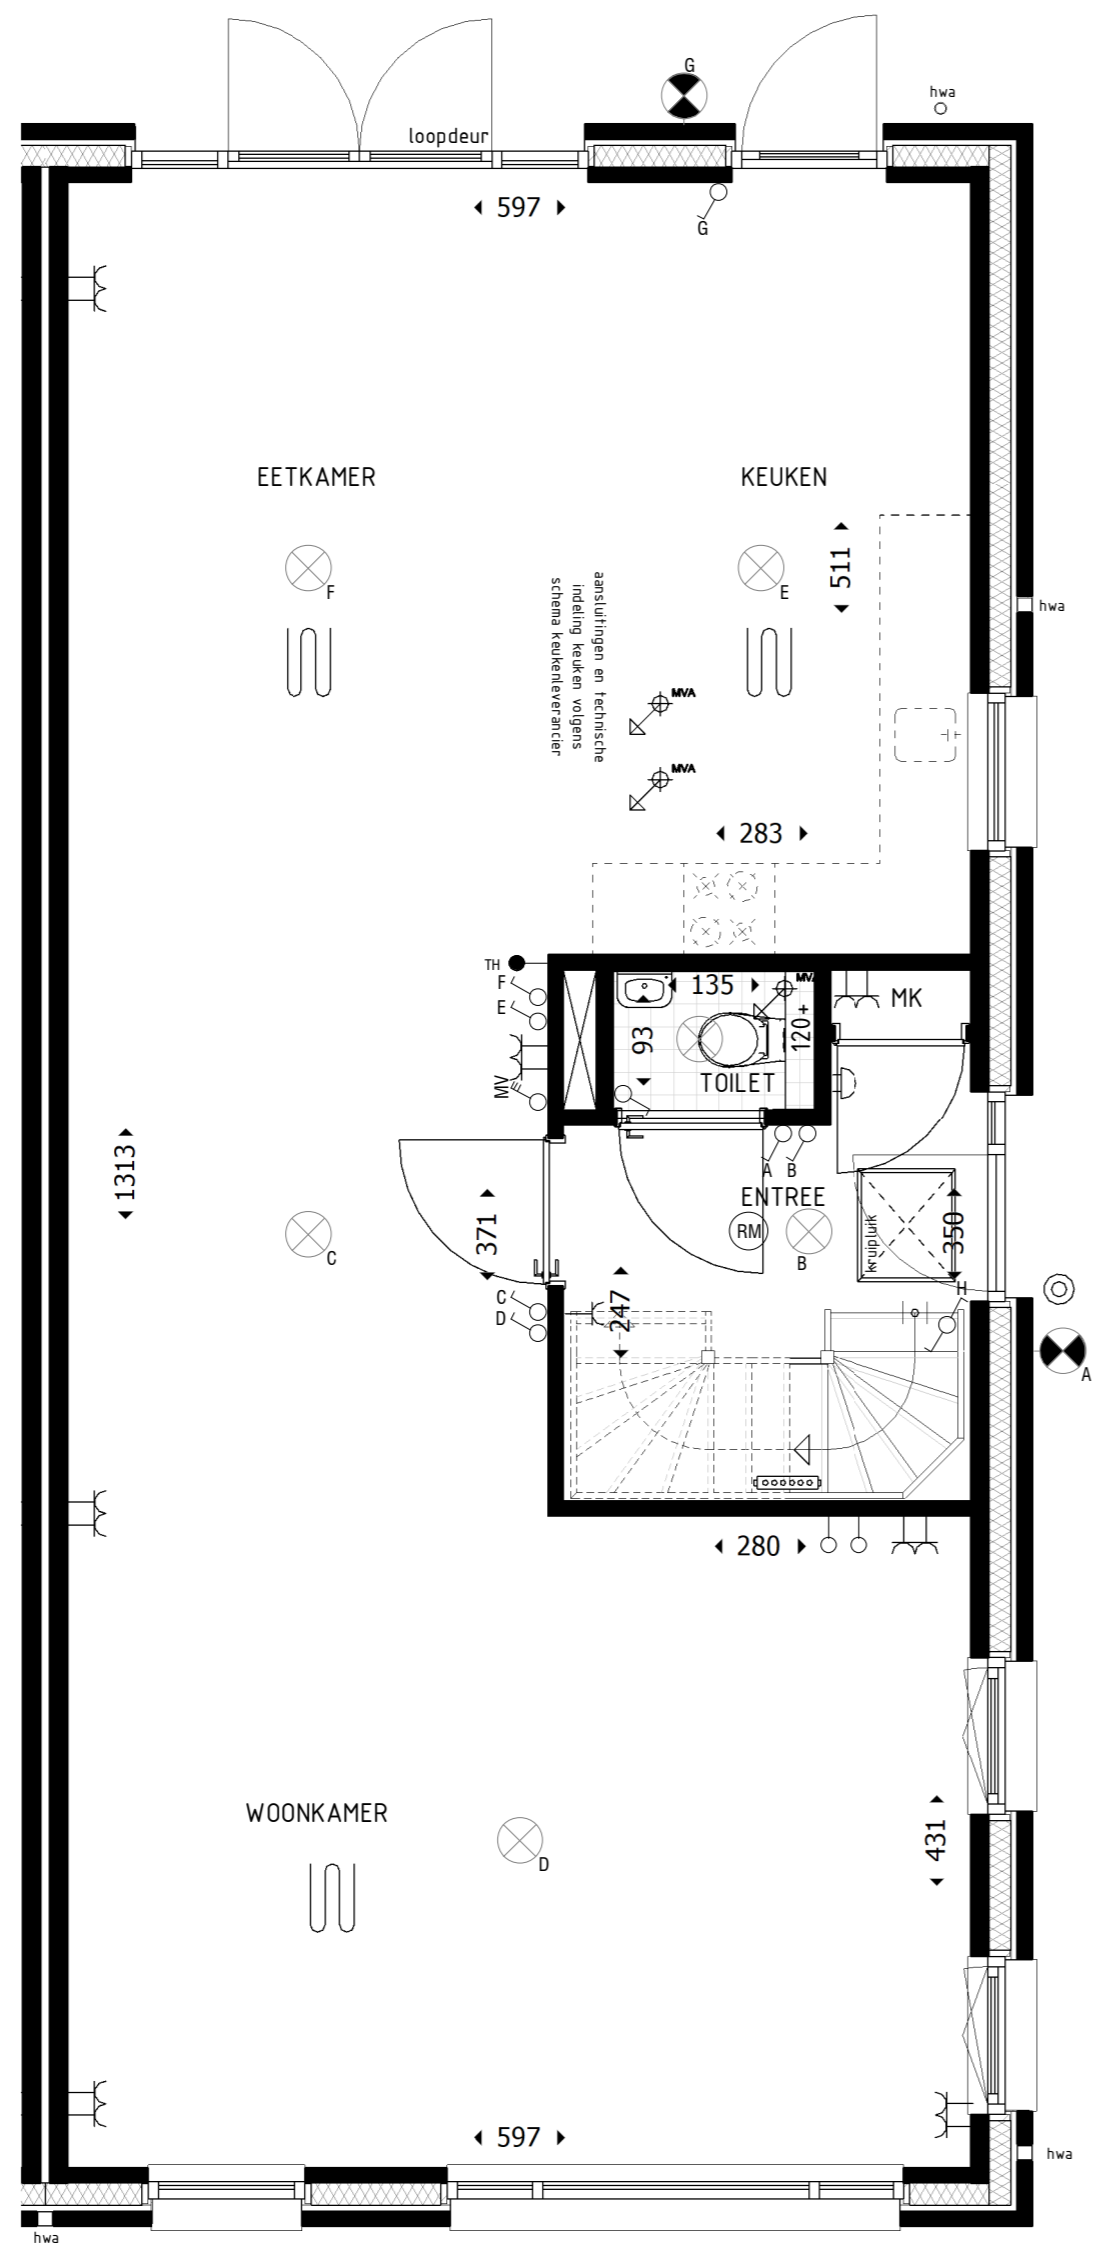 G
hwa
loopdeur
597
G
EETKAMER
KEUKEN
F
E
511
hwa
aansluitingen en technische
indeling keuken volgens
schema keukenleverancier
MVA
MVA
283
TH
F
E
MV
135
MVA
93
120+
TOILET
MK
A
B
1313
371
ENTREE
RM
B
kruipluik
350
H
C
C
D
247
A
280
WOONKAMER
D
431
597
hwa
hwa